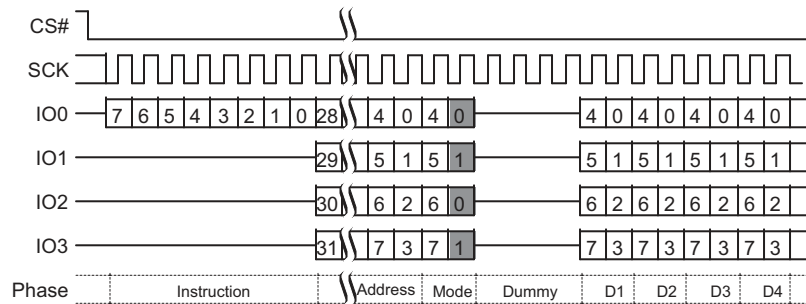 CS#
SCK
IO0 7 6 5 4 3 2 1 0 28 4 0 4 0 4 0 4 0 4 0 4 0
IO1 29 5 1 5 1 5 1 5 1 5 1 5 1
IO2 30 6 2 6 0 6 2 6 2 6 2 6 2
IO3 31 7 3 7 1 7 3 7 3 7 3 7 3
Phase Instruction Address Mode Dummy D1 D2 D3 D4